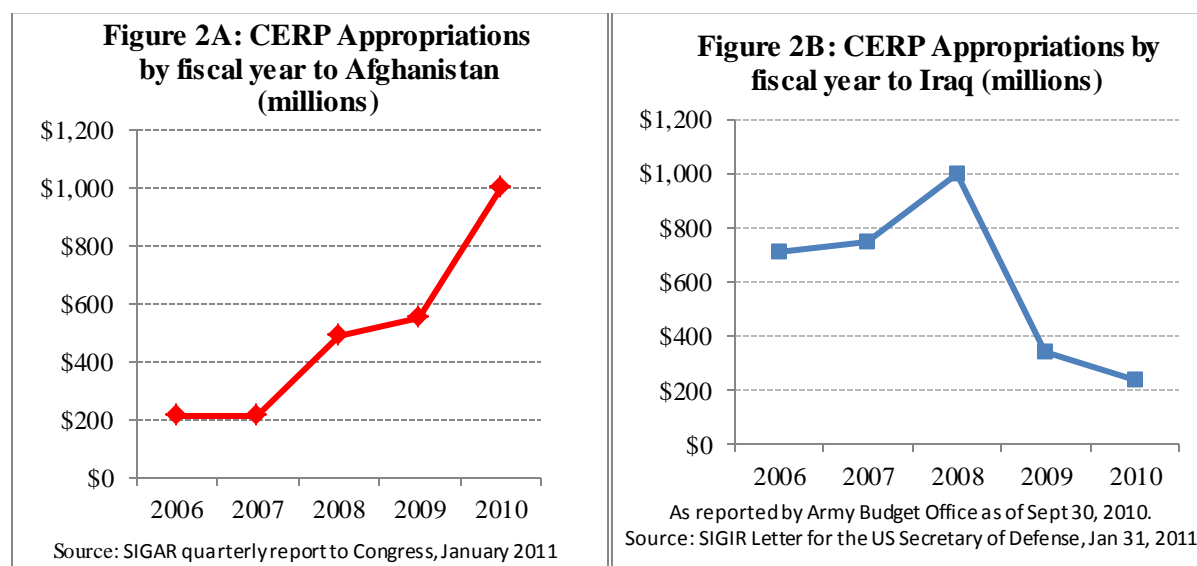 Figure 2A: CERP Appropriations
by fiscal year to Afghanistan
(millions)
$1,200
$1,000
$800
$600
$400
$200
$0
2006 2007 2008 2009 2010
Source: SIGAR quarterly report to Congress, January 2011
Figure 2B: CERP Appropriations by
fiscal year to Iraq (millions)
$1,200
$1,000
$800
$600
$400
$200
$0
2006 2007 2008 2009 2010
As reported by Army Budget Office as of Sept 30, 2010.
Source: SIGIR Letter for the US Secretary of Defense, Jan 31, 2011